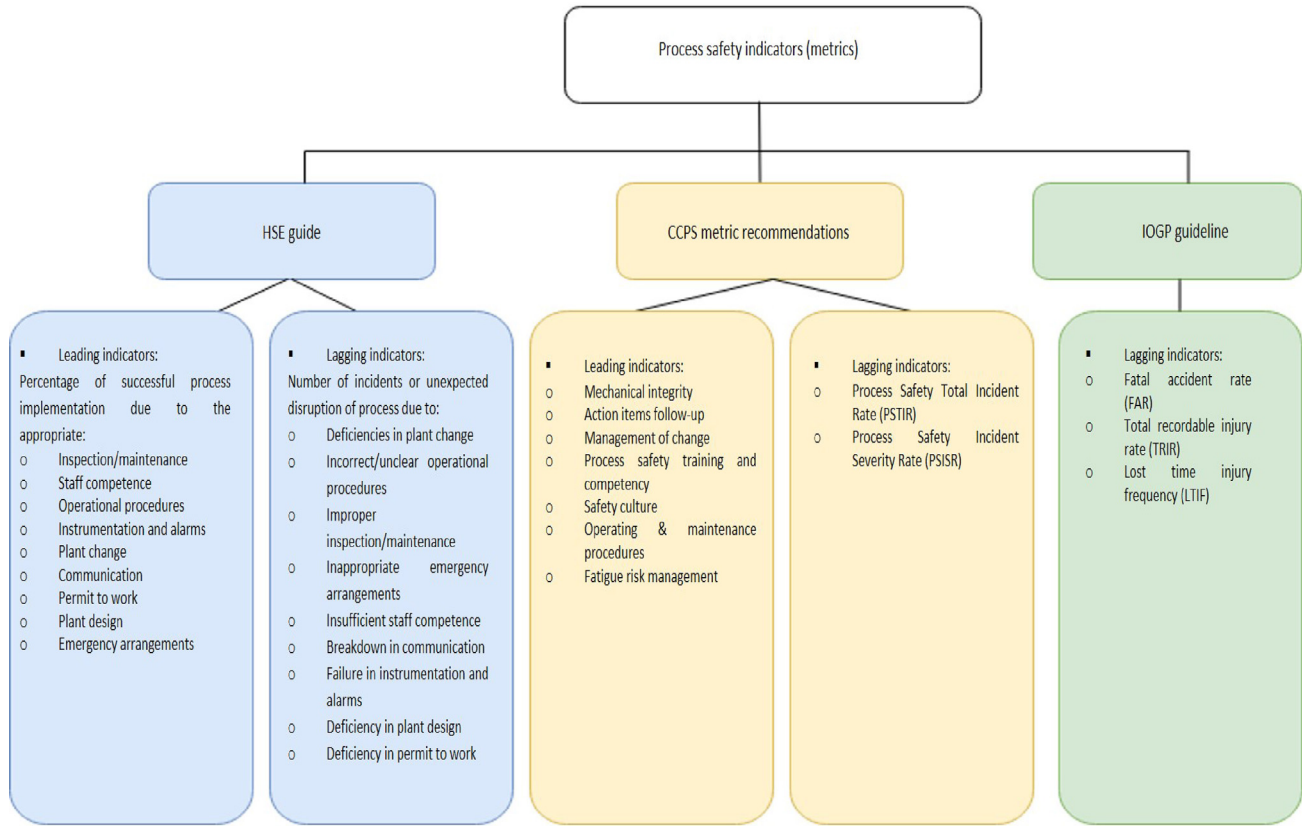 Process safety indicators (metrics)
HSE guide
CCPS metric recommendations
IOGP guideline
▪ Leading indicators:
Percentage of successful process
implementation due to the
appropriate:
o Inspection/maintenance
o Staff competence
o Operational procedures
o Instrumentation and alarms
o Plant change
o Communication
o Permit to work
o Plant design
o Emergency arrangements
▪ Lagging indicators:
Number of incidents or unexpected
disruption of process due to:
o Deficiencies in plant change
o Incorrect/unclear operational
procedures
o Improper
inspection/maintenance
o Inappropriate emergency
arrangements
o Insufficient staff competence
o Breakdown in communication
o Failure in instrumentation and
alarms
o Deficiency in plant design
o Deficiency in permit to work
▪ Leading indicators:
o Mechanical integrity
o Action items follow-up
o Management of change
o Process safety training and
competency
o Safety culture
o Operating & maintenance
procedures
o Fatigue risk management
▪ Lagging indicators:
o Process Safety Total Incident
Rate (PSTIR)
o Process Safety Incident
Severity Rate (PSISR)
▪ Lagging indicators:
o Fatal accident rate
(FAR)
o Total recordable injury
rate (TRIR)
o Lost time injury
frequency (LTIF)